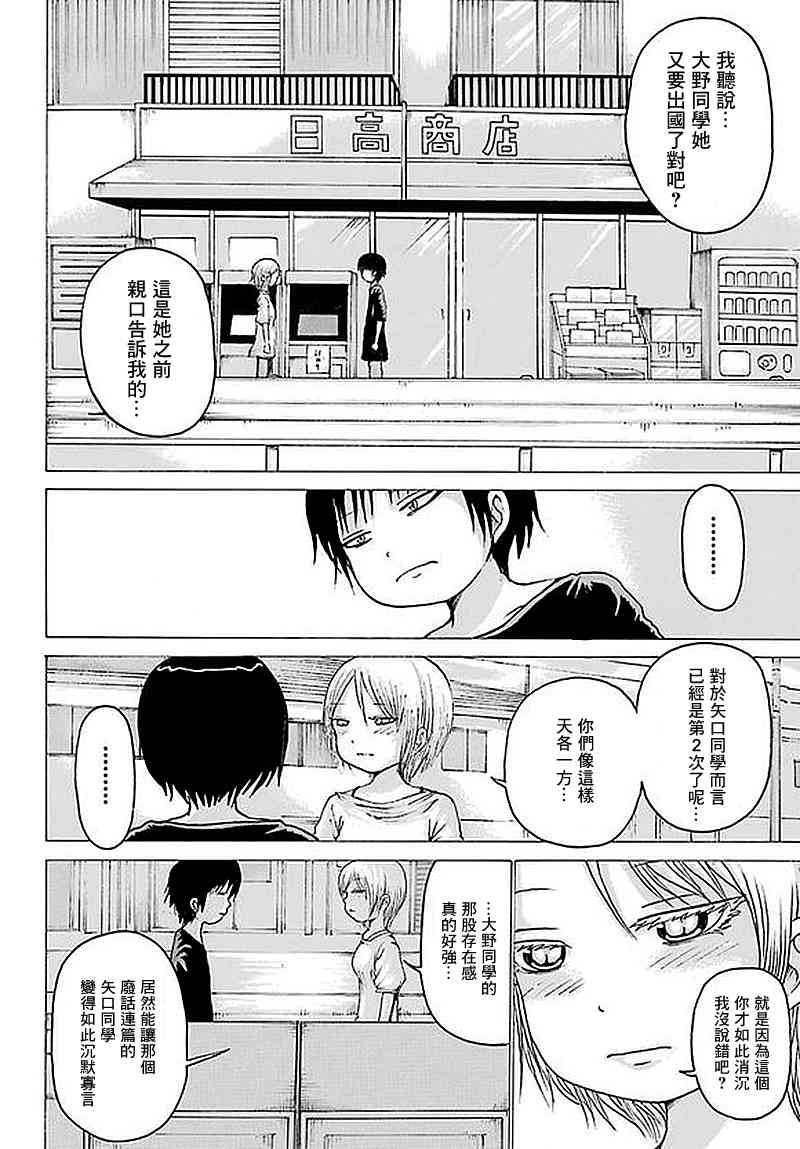 我聽說…
大野同學她
又要出國了對吧？
日高商店
這是她之前
親口告訴我的…
………
對於矢口同學而言
已經是第２次了呢…
你們像這樣
天各一方…
………
就是因為這個
你才如此消沉
我沒說錯吧？
…大野同學的
那股存在感
真的好強…
居然能讓那個
廢話連篇的
矢口同學
變得如此沉默寡言